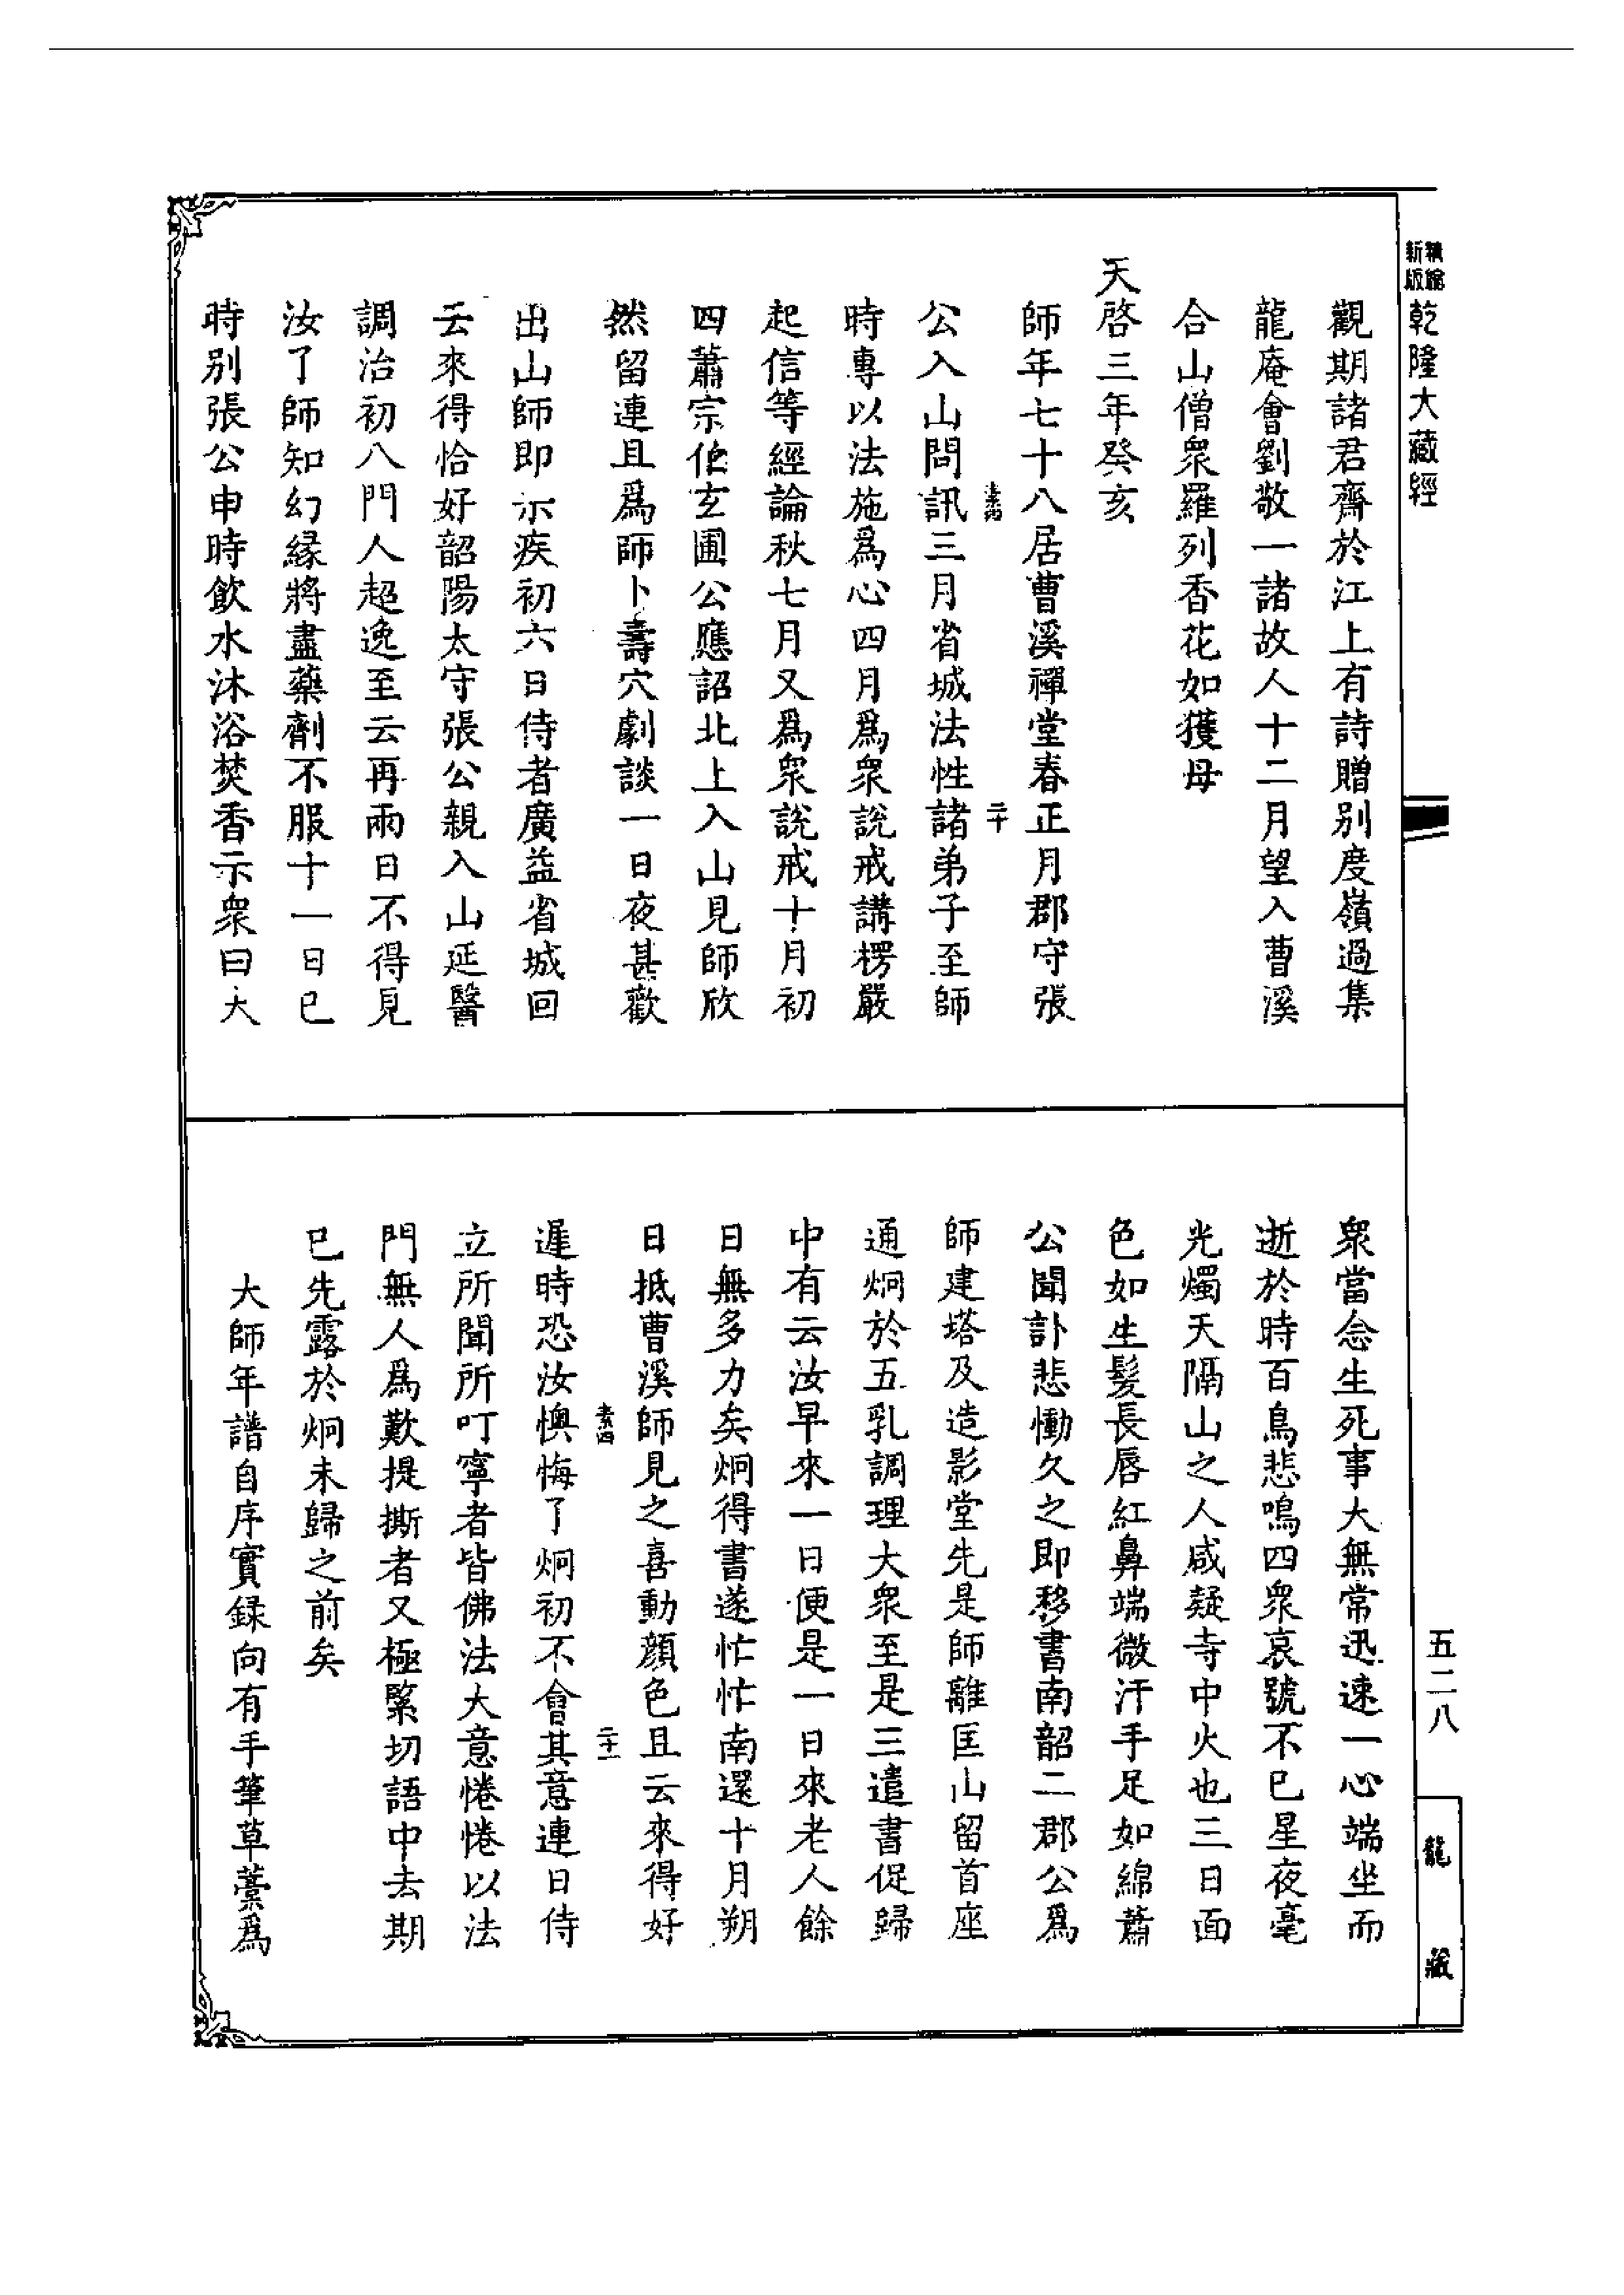 精縮
新版
乾隆大藏經
觀期諸君齊於江上有詩贈別度嶺過集
龍庵會劉敬一諸故人十二月望入曹溪
合山僧眾羅列香花如獲母
天啓三年癸亥
師年七十八居曹溪禪堂春正月郡守張
二十
公入山問訊三月省城法性諸弟子至師
時專以法施爲心四月爲衆說戒講楞嚴
起信等經論秋七月又爲衆說戒十月初
四蕭宗伯玄圃公應詔北上入山見師欣
然留連且爲師卜壽穴劇談一日夜甚歡
出山師即示疾初六日侍者廣益省城回
云來得恰好韶陽太守張公親入山延醫
調治初八門人超逸至云再兩日不得見
汝了師知幻緣將盡藥劑不服十一日巳
時別張公申時飲水沐浴焚香示衆曰大
衆當念生死事大無常迅速一心端坐而
逝於時百鳥悲鳴四衆哀號不已星夜毫
光燭天隔山之人咸疑寺中火也三日面
色如生髮長唇紅鼻端微汗手足如綿蕭
公聞訃悲慟久之即移書南韶二郡公爲
師建塔及造影堂先是師離匡山留首座
通炯於五乳調理大衆至是三遣書促歸
中有云汝早來一日便是一日來老人餘
日無多力矣炯得書遂忙忙南還十月朔
日抵曹溪師見之喜動顏色且云來得好
素四
二十一
遲時恐汝懊悔了炯初不會其意連日侍
立所聞所叮寧者皆佛法大意惓惓以法
門無人爲歎提撕者又極緊切語中去期
已先露於炯未歸之前矣
大師年譜自序實錄向有手筆草藁爲
五二八
龍藏